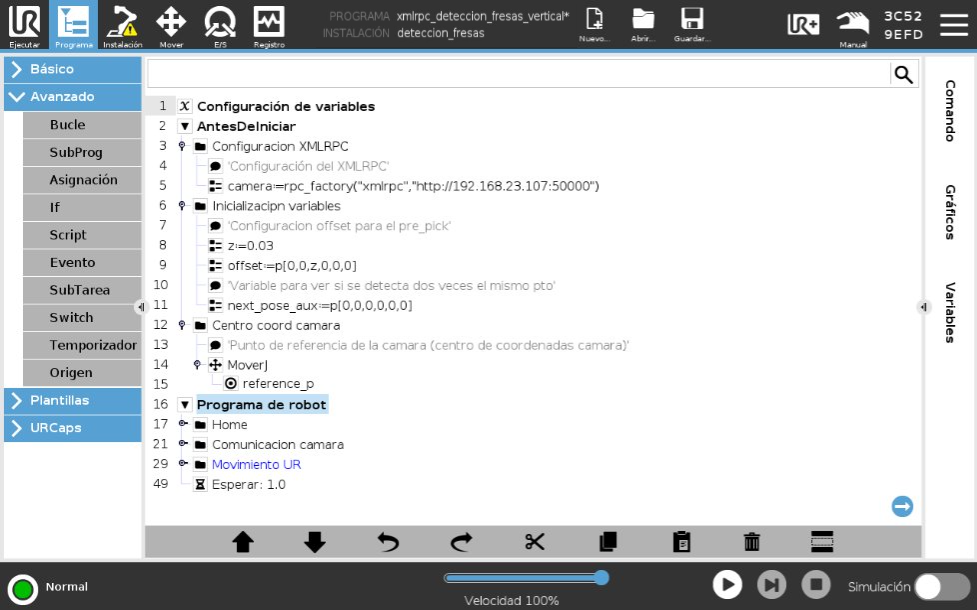 UR
Ejecutar
Programa
Instalación
Mover
E/S
Registro
PROGRAMA xmlrpc_deteccion_fresas_vertical*
INSTALACIÓN deteccion_fresas
Nuevo...
Abrir...
Guardar...
UR+
Manual
3C52
9EFD
Básico
Avanzado
Bucle
SubProg
Asignación
If
Script
Evento
SubTarea
Switch
Temporizador
Origen
Plantillas
URCaps
1 X Configuración de variables
2 AntesDeIniciar
3 Configuracion XMLRPC
4 'Configuración del XMLRPC'
5 camera:=rpc_factory("xmlrpc","http://192.168.23.107:50000")
6 Inicializacipn variables
7 'Configuracion offset para el pre_pick'
8 z:=0.03
9 offset:=p[0,0,z,0,0,0]
10 'Variable para ver si se detecta dos veces el mismo pto'
11 next_pose_aux:=p[0,0,0,0,0,0]
12 Centro coord camara
13 'Punto de referencia de la camara (centro de coordenadas camara)'
14 MoverJ
15 reference_p
16 Programa de robot
17 Home
21 Comunicacion camara
29 Movimiento UR
49 Esperar: 1.0
Comando
Gráficos
Variables
Normal
Velocidad 100%
Simulación